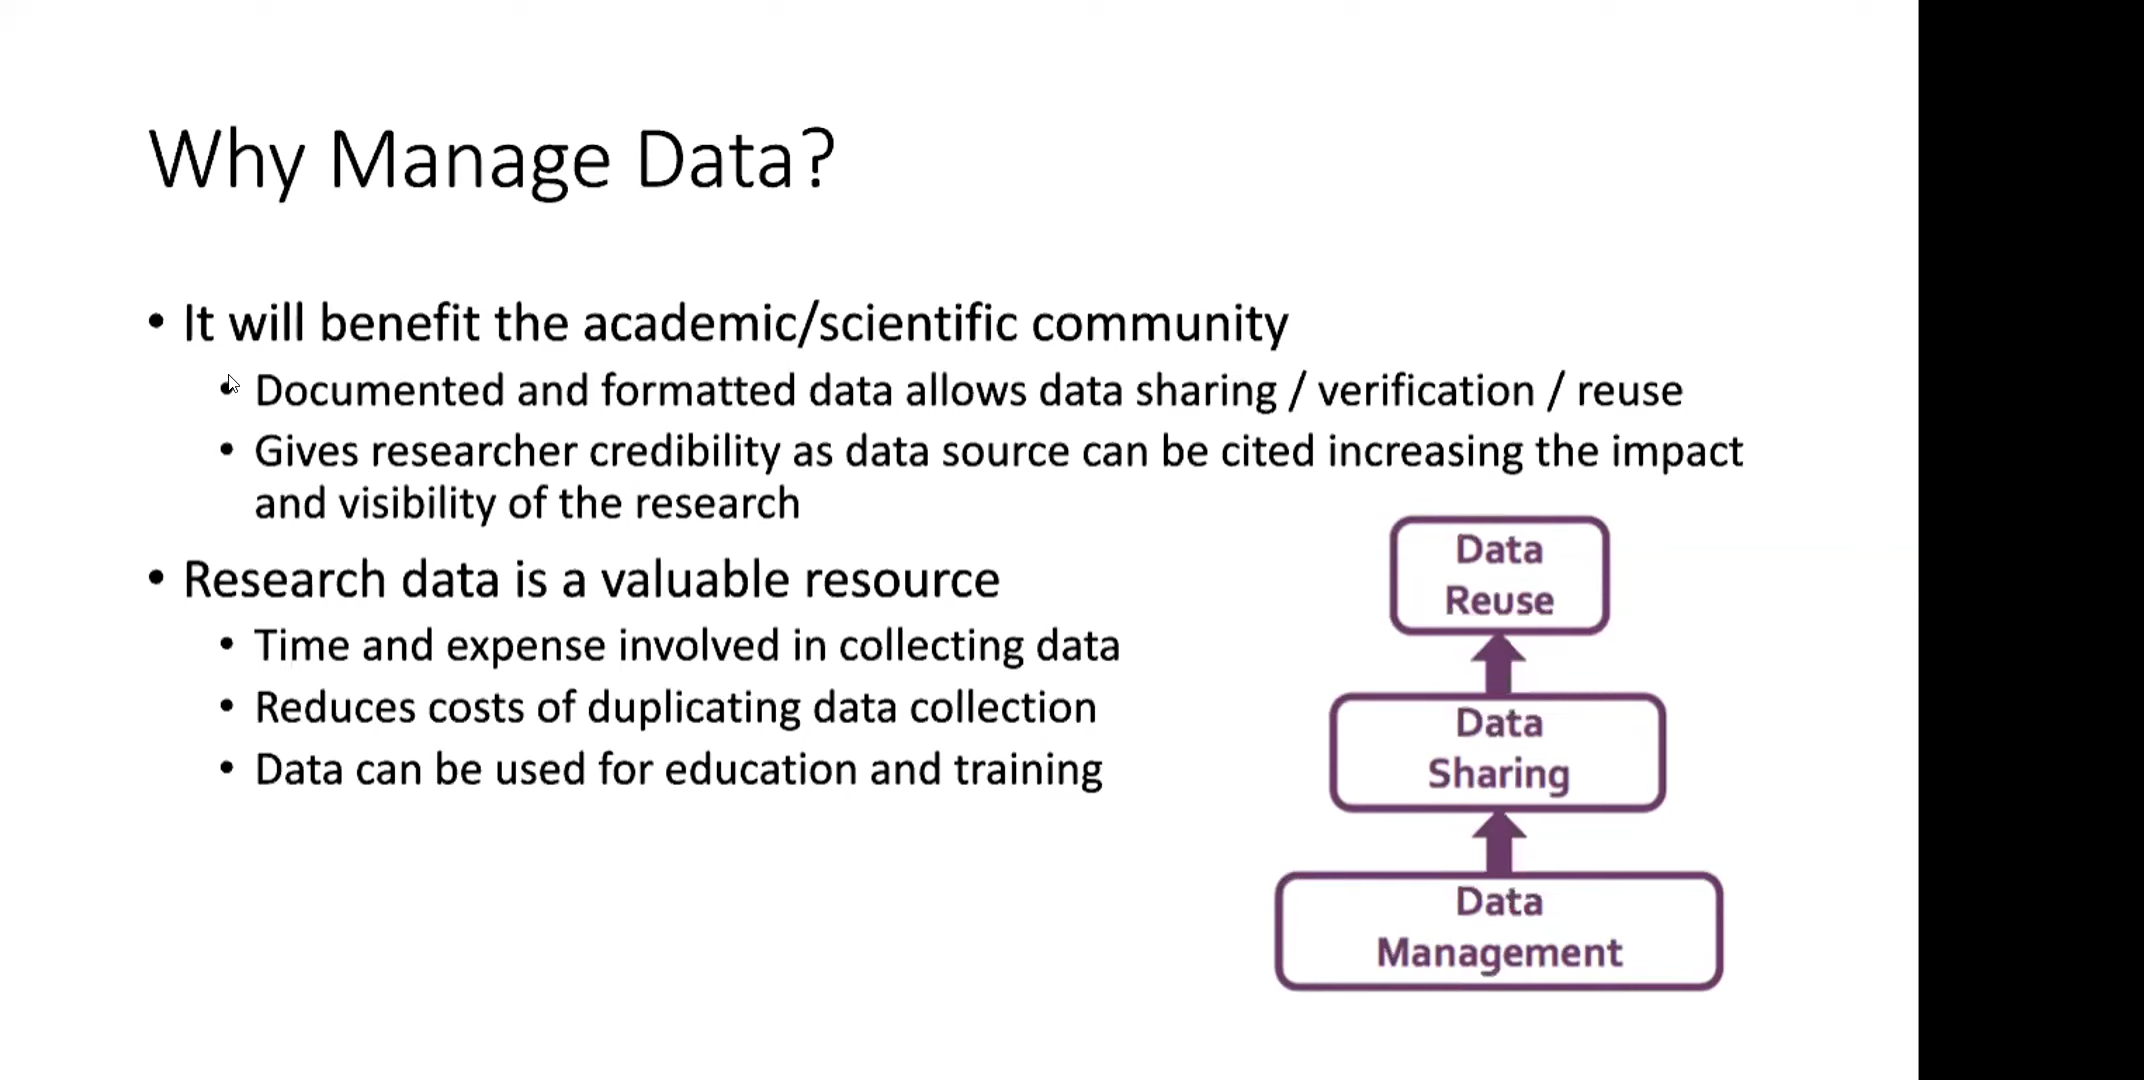 Why Manage Data?
• It will benefit the academic/scientific community
• Documented and formatted data allows data sharing / verification / reuse
• Gives researcher credibility as data source can be cited increasing the impact
and visibility of the research
• Research data is a valuable resource
• Time and expense involved in collecting data
• Reduces costs of duplicating data collection
• Data can be used for education and training
Data
Reuse
Data
Sharing
Data
Management